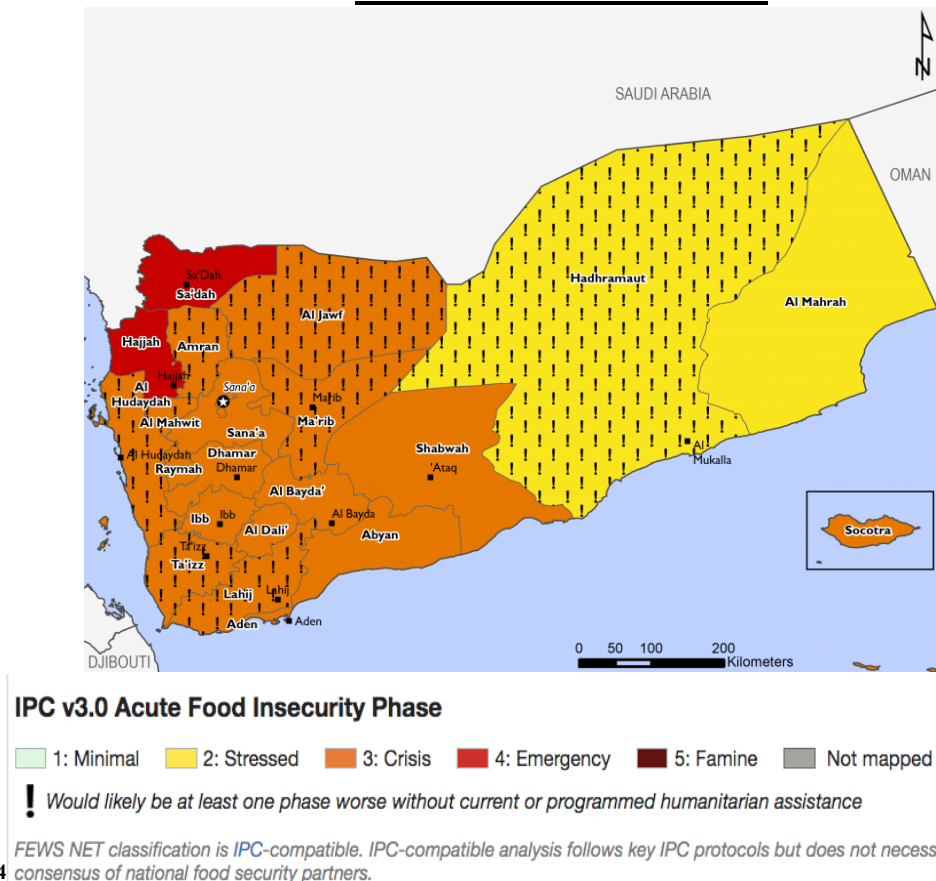 N
SAUDI ARABIA
OMAN
Hadhramaut
Sa'Dah
Sa'dah
Al Mahrah
Al Jawf
Hajjah
Amran
Hajjah
Al
Hudaydah
Sana'a
Ma'rib
Al Mahwit
Ma'rib
Sana'a
Al
Mukalla
Shabwah
Al Hudaydah
Dhamar
Raymah
Dhamar
'Ataq
Al Bayda'
Ibb
Ibb
Al Dali'
Al Bayda
Abyan
Socotra
Ta'izz
Ta'izz
Lahij
Lahij
Aden
Aden
DJIBOUTI
0 50 100 200
Kilometers
IPC v3.0 Acute Food Insecurity Phase
1: Minimal 2: Stressed 3: Crisis 4: Emergency 5: Famine Not mapped
! Would likely be at least one phase worse without current or programmed humanitarian assistance
FEWS NET classification is IPC-compatible. IPC-compatible analysis follows key IPC protocols but does not necess
4 consensus of national food security partners.